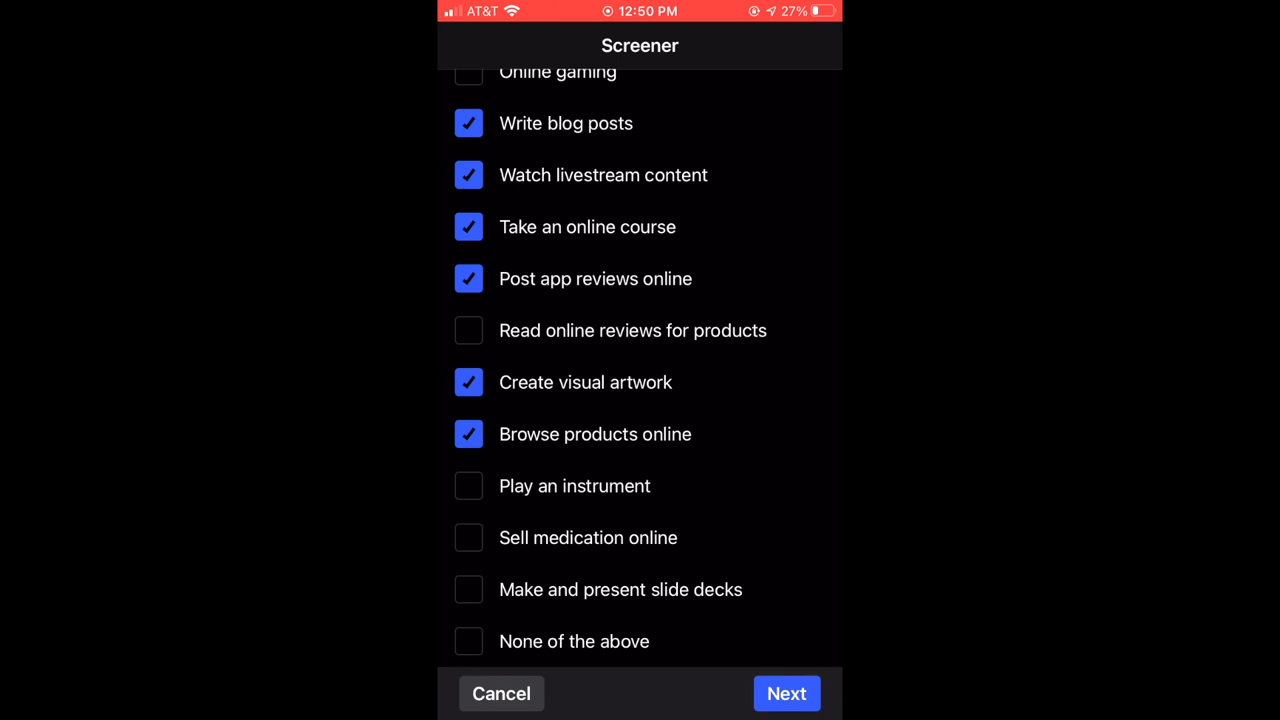 AT&T 12:50 PM 27%
Screener
Online gaming
Write blog posts
Watch livestream content
Take an online course
Post app reviews online
Read online reviews for products
Create visual artwork
Browse products online
Play an instrument
Sell medication online
Make and present slide decks
None of the above
Cancel Next